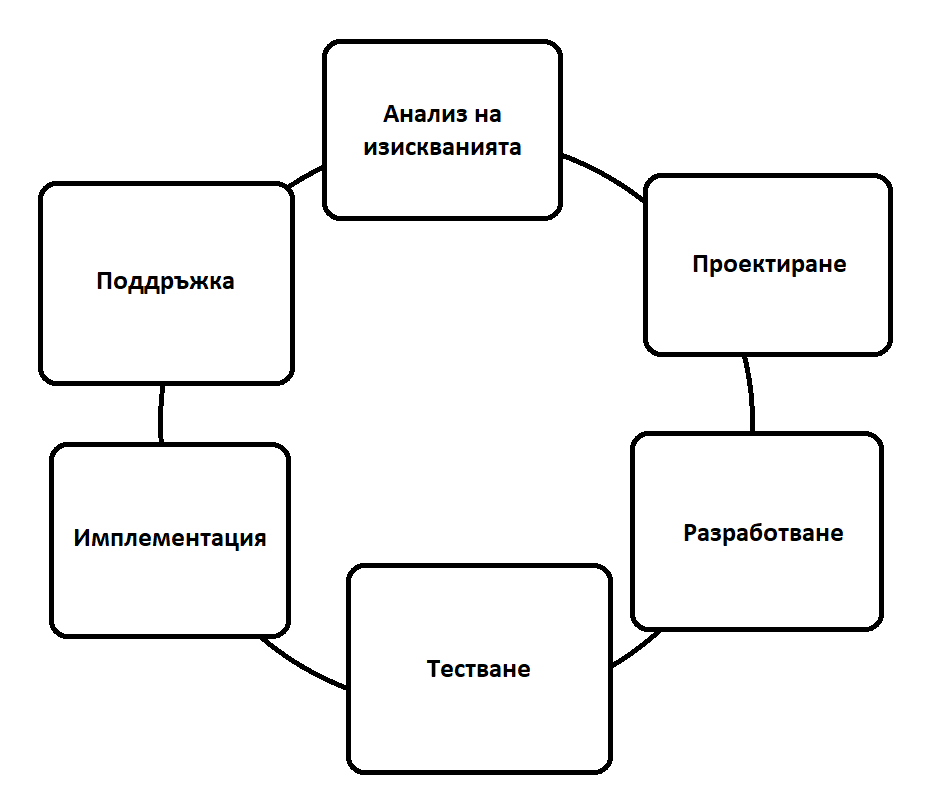 Анализ на
изискванията
Проектиране
Разработване
Тестване
Имплементация
Поддръжка